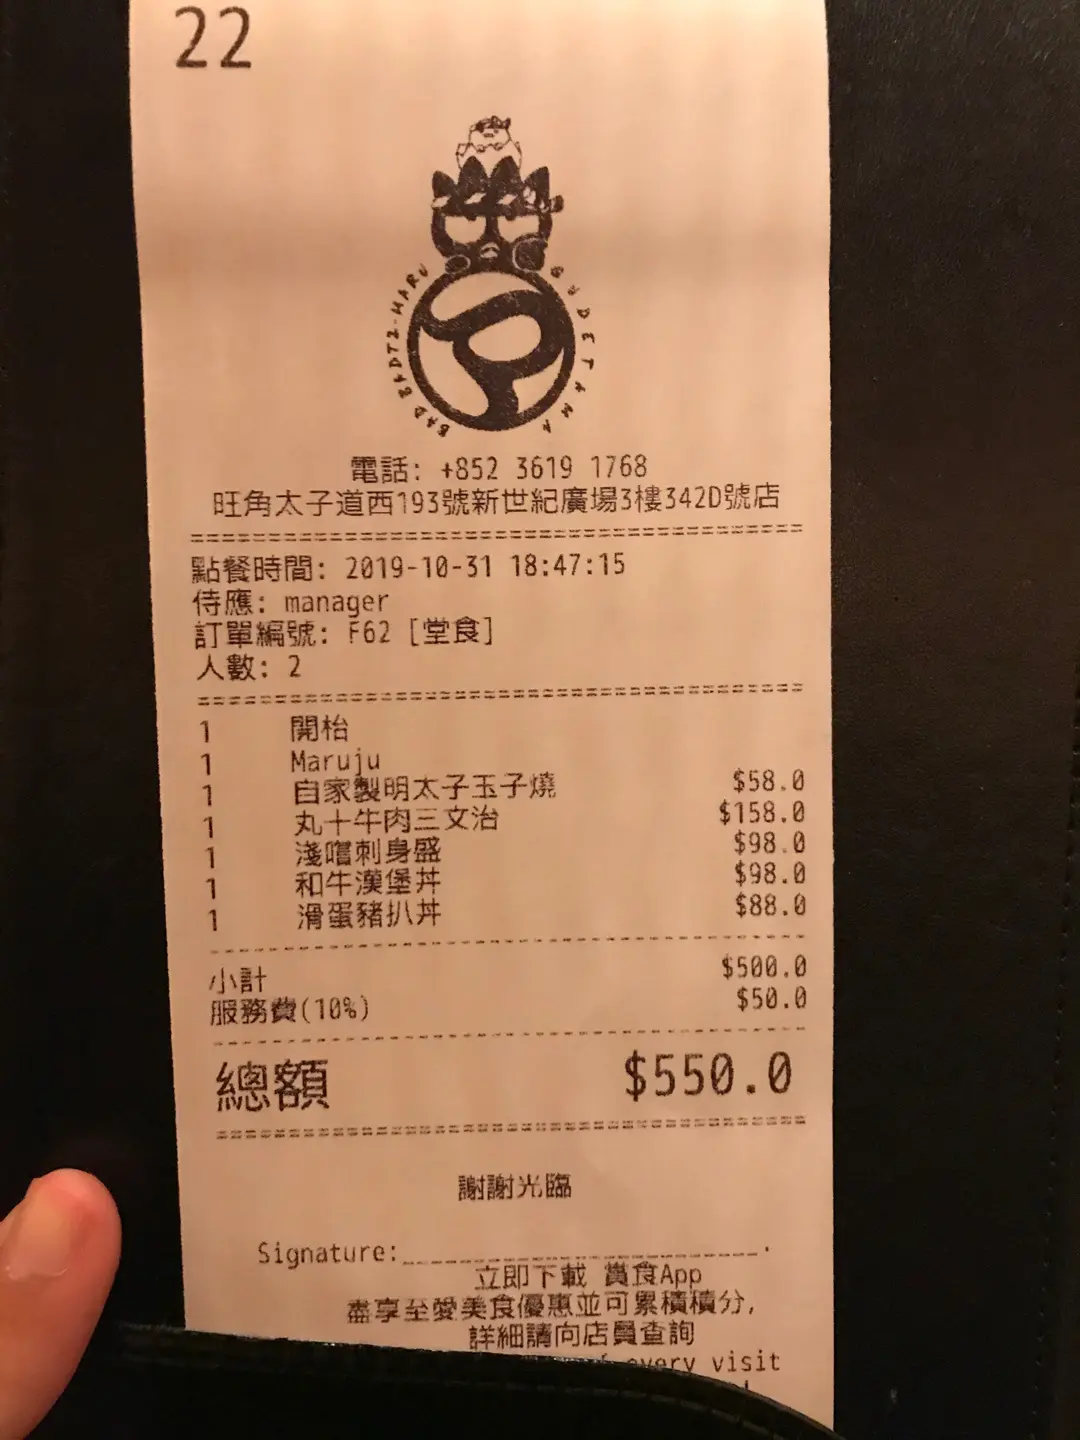 22
BAD BADTZ-MARU
GUDETAMA
電話: +852 3619 1768
旺角太子道西193號新世紀廣場3樓342D號店
點餐時間: 2019-10-31 18:47:15
侍應: manager
訂單編號: F62 [堂食]
人數: 2
1 開枱
1 Maruju
1 自家製明太子玉子燒 $58.0
1 丸十牛肉三文治 $158.0
1 淺嚐刺身盛 $98.0
1 和牛漢堡丼 $98.0
1 滑蛋豬扒丼 $88.0
小計 $500.0
服務費(10%) $50.0
總額 $550.0
謝謝光臨
Signature:
立即下載 賞食App
盡享至愛美食優惠並可累積積分,
詳細請向店員查詢
every visit